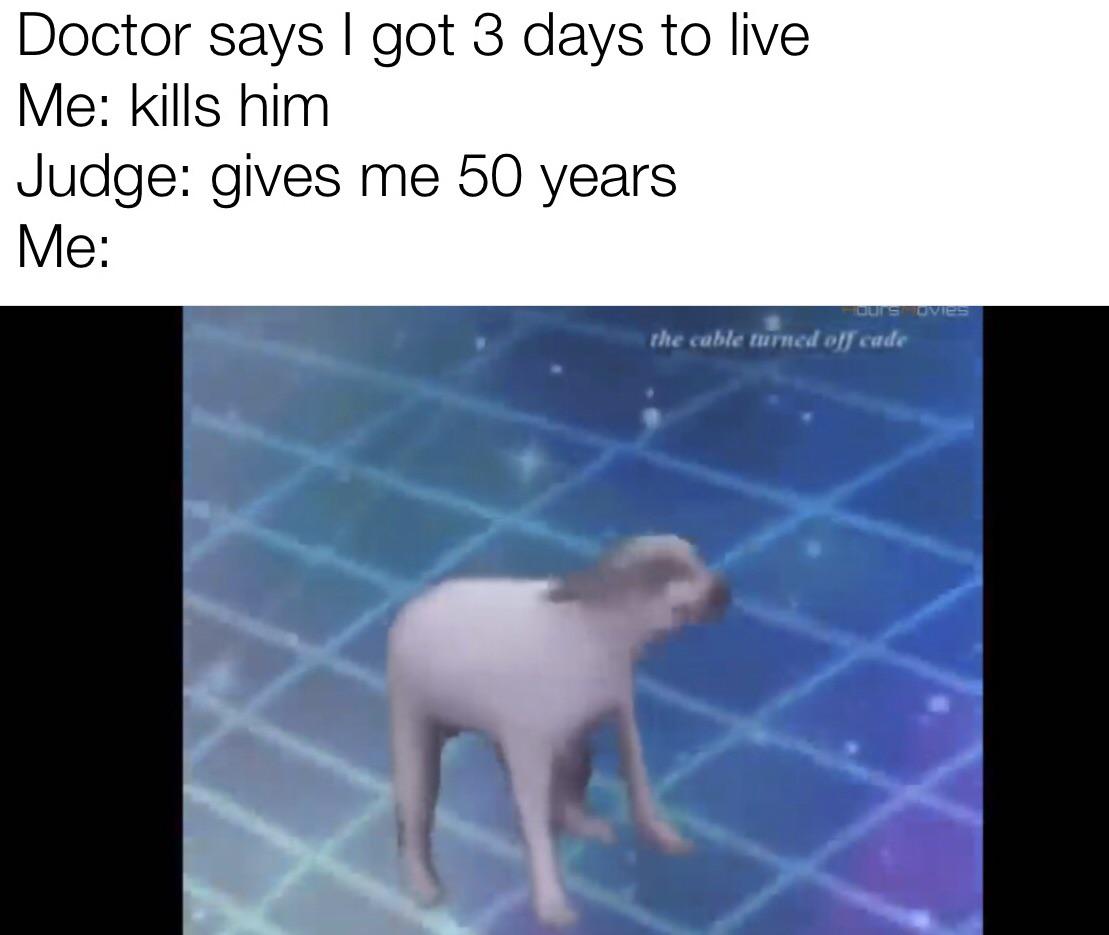 Doctor says I got 3 days to live
Me: kills him
Judge: gives me 50 years
Me:
the cable turned off cade